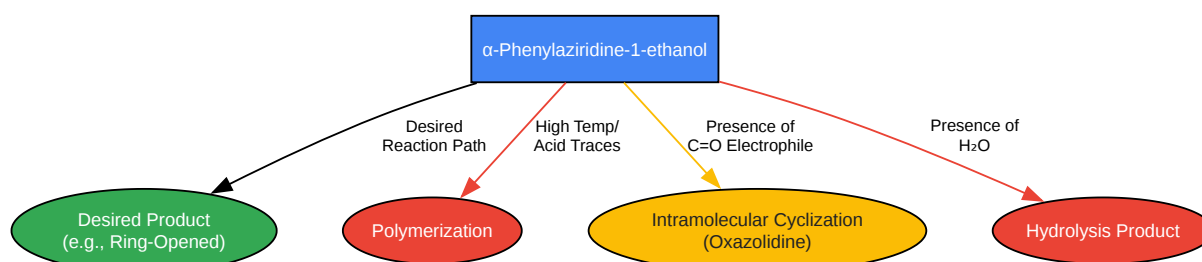 α-Phenylaziridine-1-ethanol
Desired
Reaction Path
High Temp/
Acid Traces
Presence of
C=O Electrophile
Presence of
H₂O
Desired Product
(e.g., Ring-Opened)
Polymerization
Intramolecular Cyclization
(Oxazolidine)
Hydrolysis Product